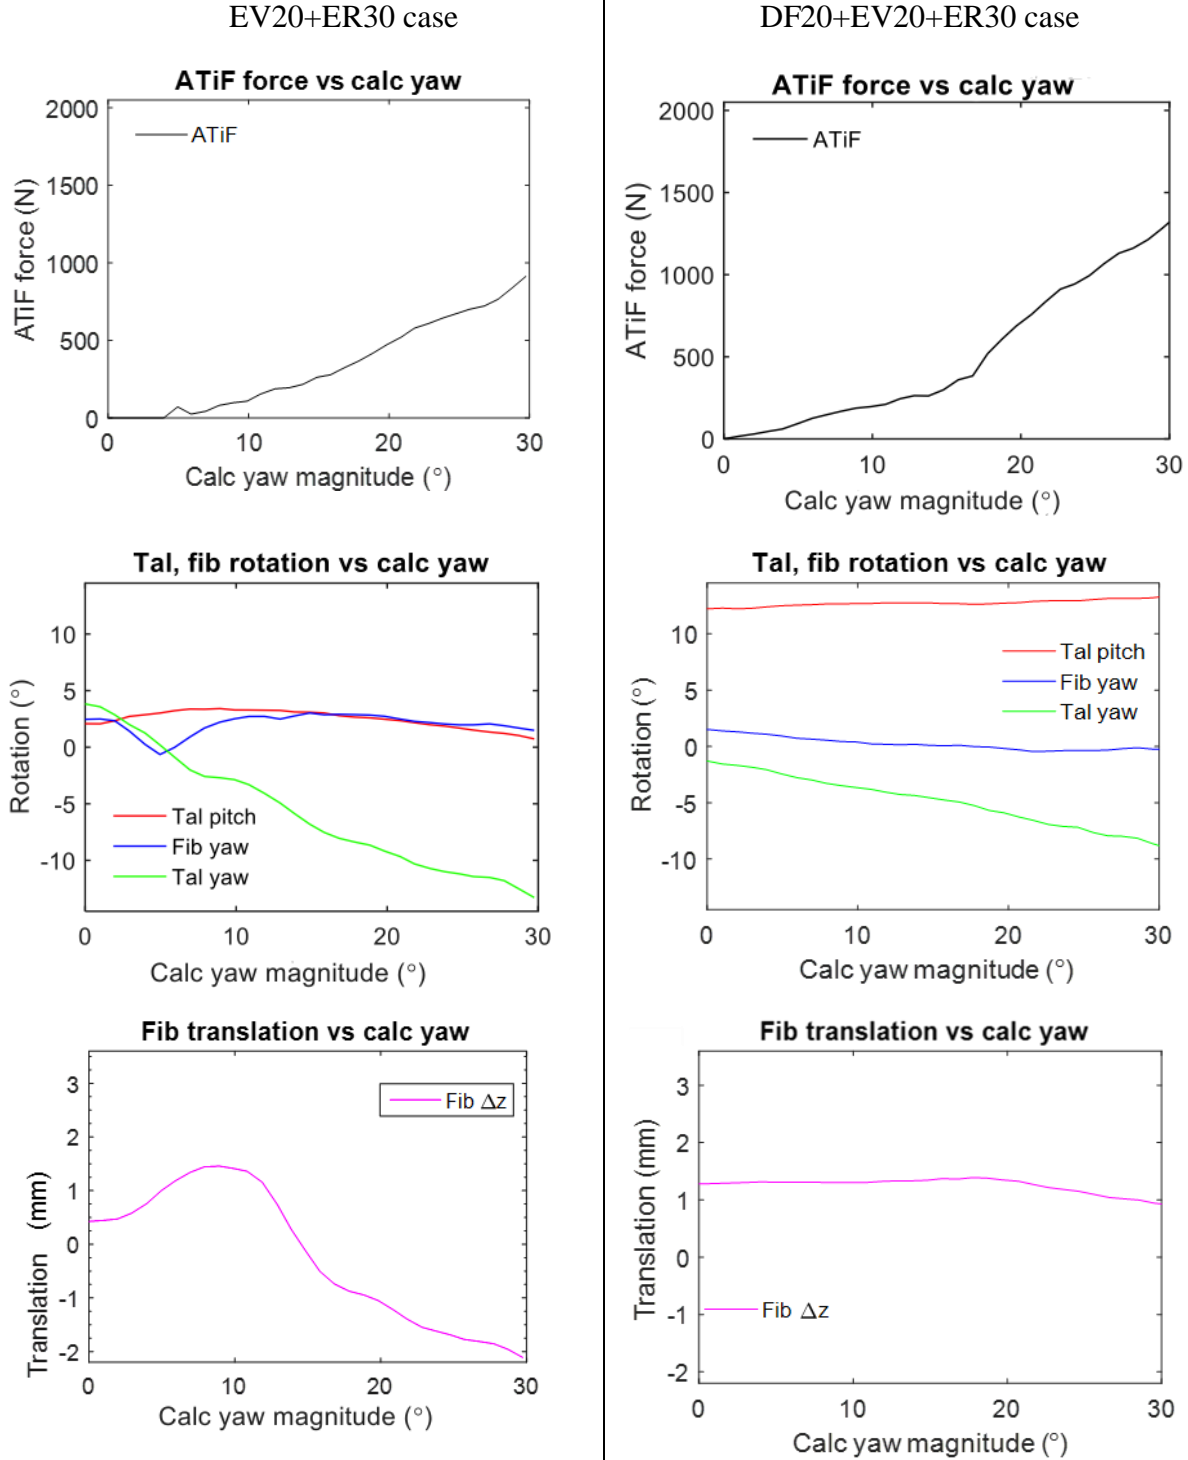 EV20+ER30 case
DF20+EV20+ER30 case
ATiF force vs calc yaw
2000
1500
1000
500
0
ATiF force (N)
ATiF
0 10 20 30
Calc yaw magnitude (°)
ATiF force vs calc yaw
2000
1500
1000
500
0
ATiF force (N)
ATiF
0 10 20 30
Calc yaw magnitude (°)
Tal, fib rotation vs calc yaw
10
5
0
-5
-10
Rotation (°)
Tal pitch
Fib yaw
Tal yaw
0 10 20 30
Calc yaw magnitude (°)
Tal, fib rotation vs calc yaw
10
5
0
-5
-10
Rotation (°)
Tal pitch
Fib yaw
Tal yaw
0 10 20 30
Calc yaw magnitude (°)
Fib translation vs calc yaw
3
2
1
0
-1
-2
Translation (mm)
Fib Δz
0 10 20 30
Calc yaw magnitude (°)
Fib translation vs calc yaw
3
2
1
0
-1
-2
Translation (mm)
Fib Δz
0 10 20 30
Calc yaw magnitude (°)